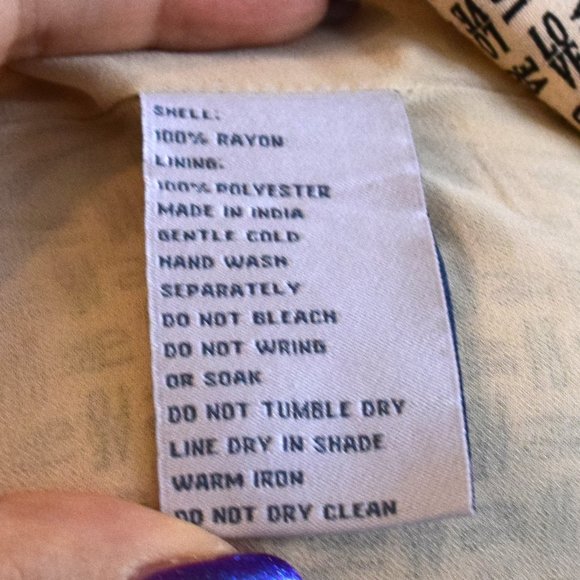 SHELL:
100% RAYON
LINING:
100% POLYESTER
MADE IN INDIA
GENTLE COLD
HAND WASH
SEPARATELY
DO NOT BLEACH
DO NOT WRING
OR SOAK
DO NOT TUMBLE DRY
LINE DRY IN SHADE
WARM IRON
DO NOT DRY CLEAN